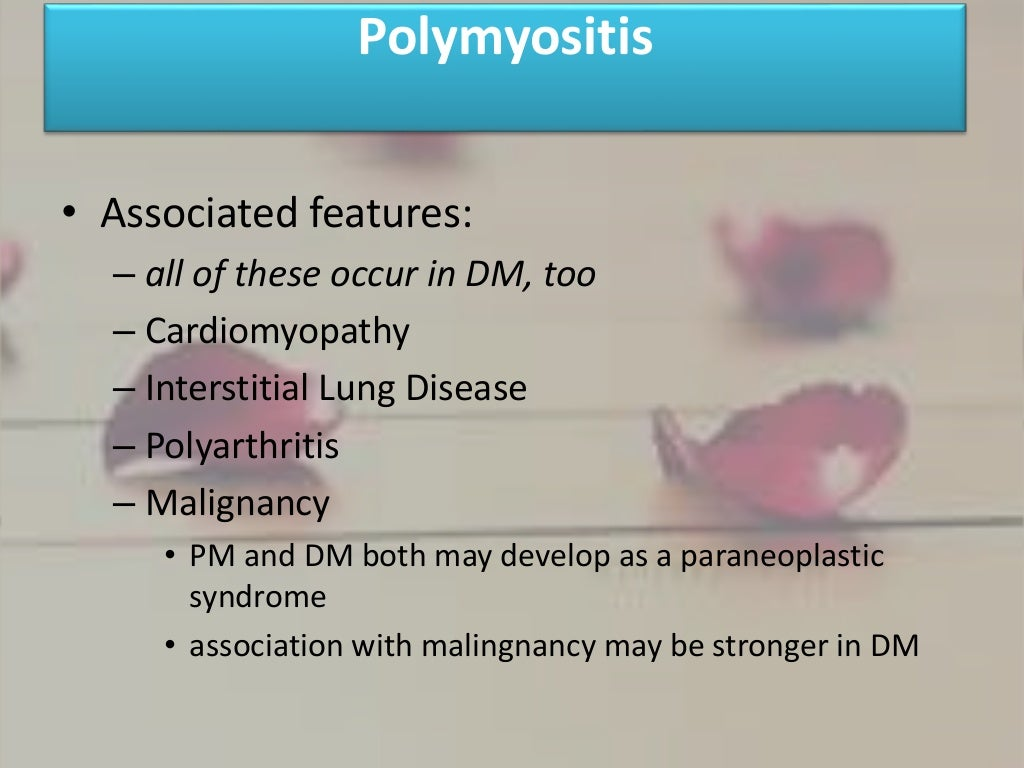 Polymyositis
• Associated features:
– all of these occur in DM, too
– Cardiomyopathy
– Interstitial Lung Disease
– Polyarthritis
– Malignancy
• PM and DM both may develop as a paraneoplastic
syndrome
• association with malingnancy may be stronger in DM